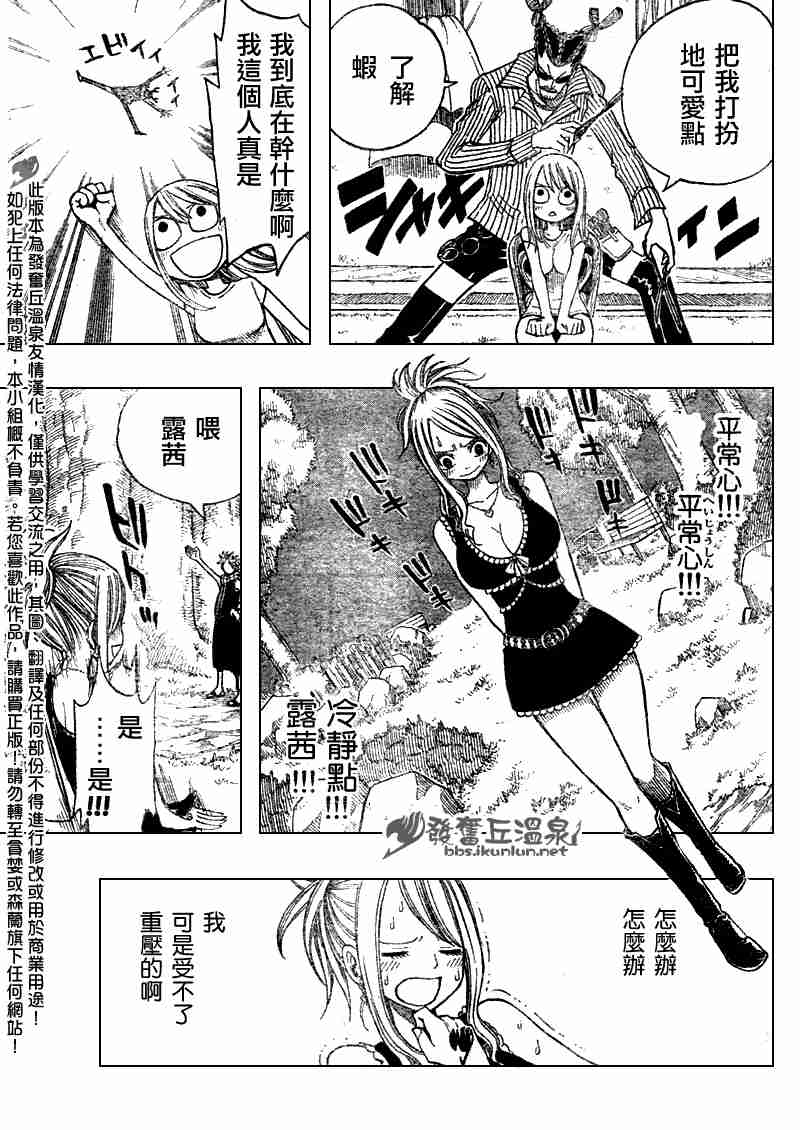 把我打扮
地可愛點
了解
蝦
ジャキ
ジャキ
我到底在幹什麼啊
我這個人真是
エビィィ
ィィ
平常心!!!
平常心!!!
へいじょうしん
ドキ
ドキ
ドキ
ドキ
冷靜點!!!
露茜!!!
喂
露茜
ビクッ
是
……是!!!
怎麼辦
怎麼辦
我
可是受不了
重壓的啊
發奮丘溫泉
bbs.ikunlun.net
此版本為發奮丘溫泉友情漢化，僅供學習交流之用，其圖、翻譯及任何部份不得進行修改或用於商業用途！
如犯上任何法律問題，本小組概不負責。若您喜歡此作品，請購買正版！請勿轉至貪婪或森蘭旗下任何網站！